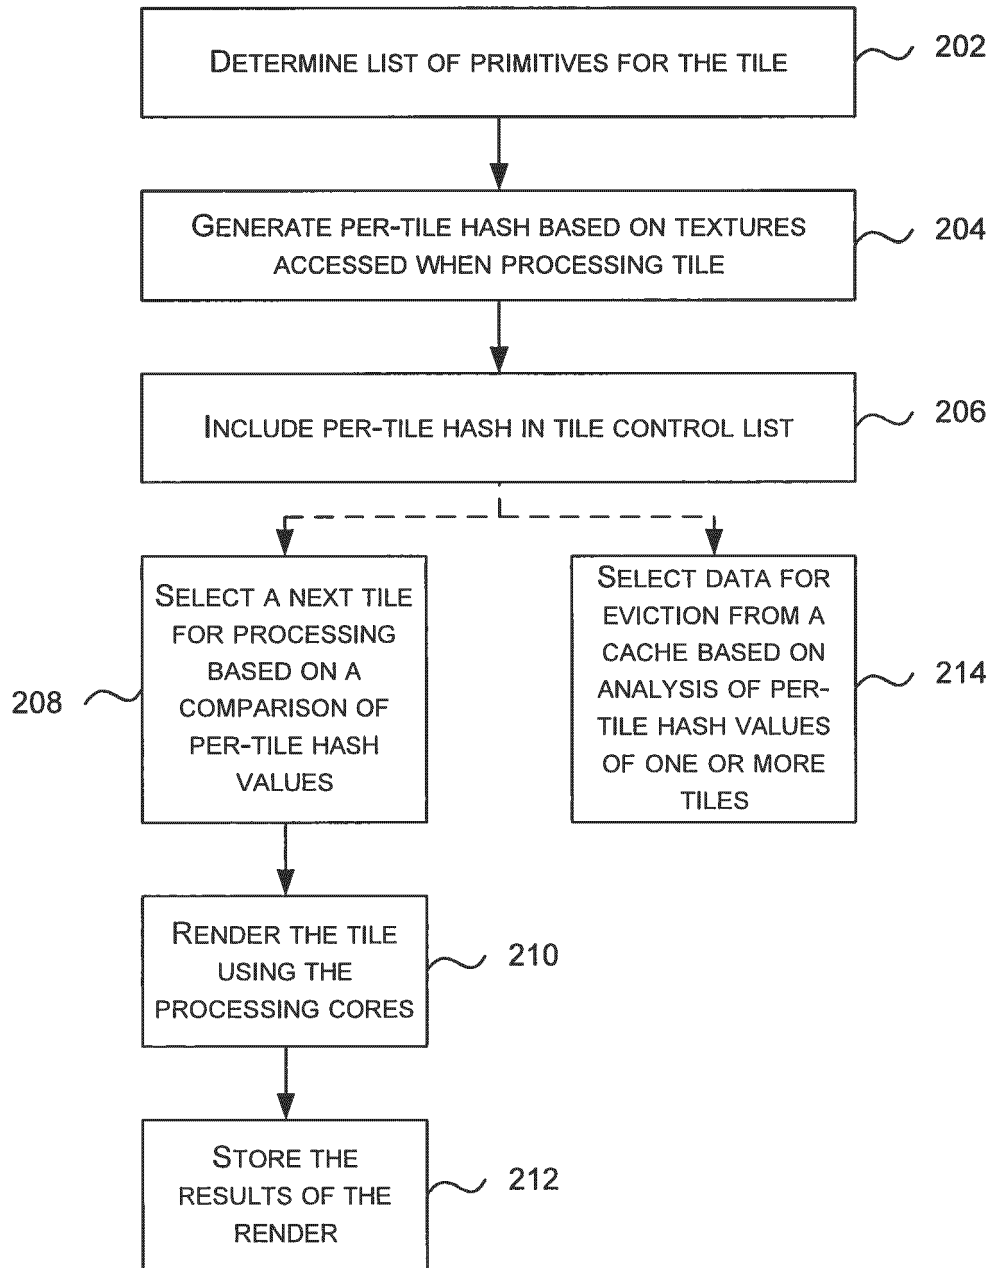 DETERMINE LIST OF PRIMITIVES FOR THE TILE
202
GENERATE PER-TILE HASH BASED ON TEXTURES
ACCESSED WHEN PROCESSING TILE
204
INCLUDE PER-TILE HASH IN TILE CONTROL LIST
206
SELECT A NEXT TILE
FOR PROCESSING
BASED ON A
COMPARISON OF
PER-TILE HASH
VALUES
208
SELECT DATA FOR
EVICTION FROM A
CACHE BASED ON
ANALYSIS OF PER-
TILE HASH VALUES
OF ONE OR MORE
TILES
214
RENDER THE TILE
USING THE
PROCESSING CORES
210
STORE THE
RESULTS OF THE
RENDER
212